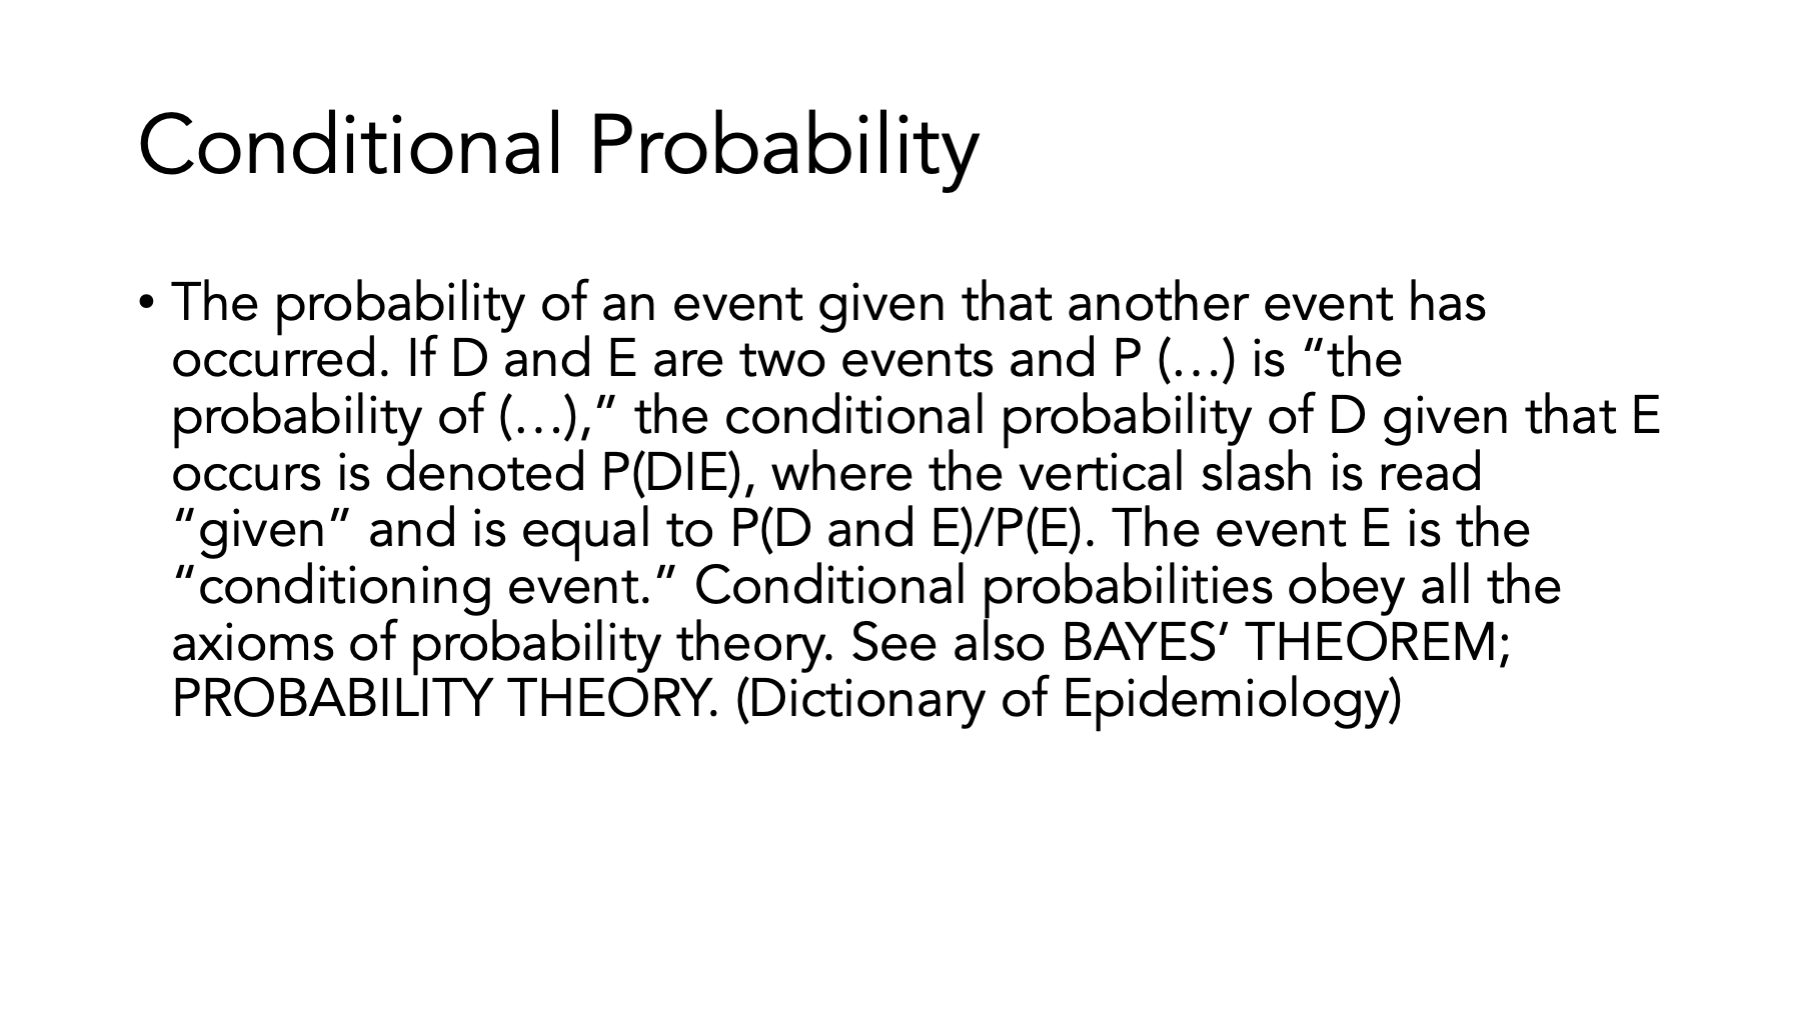 Conditional Probability
• The probability of an event given that another event has
occurred. If D and E are two events and P (…) is “the
probability of (…),” the conditional probability of D given that E
occurs is denoted P(DIE), where the vertical slash is read
“given” and is equal to P(D and E)/P(E). The event E is the
“conditioning event.” Conditional probabilities obey all the
axioms of probability theory. See also BAYES’ THEOREM;
PROBABILITY THEORY. (Dictionary of Epidemiology)